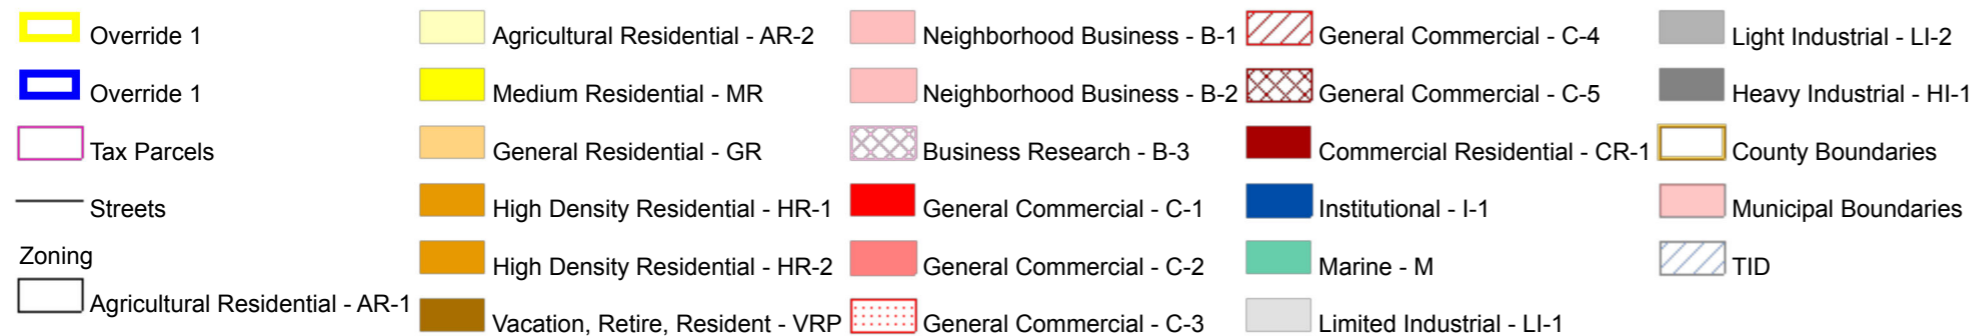 Override 1
Override 1
Tax Parcels
Streets
Zoning
Agricultural Residential - AR-1
Agricultural Residential - AR-2
Medium Residential - MR
General Residential - GR
High Density Residential - HR-1
High Density Residential - HR-2
Vacation, Retire, Resident - VRP
Neighborhood Business - B-1
Neighborhood Business - B-2
Business Research - B-3
General Commercial - C-1
General Commercial - C-2
General Commercial - C-3
General Commercial - C-4
General Commercial - C-5
Commercial Residential - CR-1
Institutional - I-1
Marine - M
Limited Industrial - LI-1
Light Industrial - LI-2
Heavy Industrial - HI-1
County Boundaries
Municipal Boundaries
TID